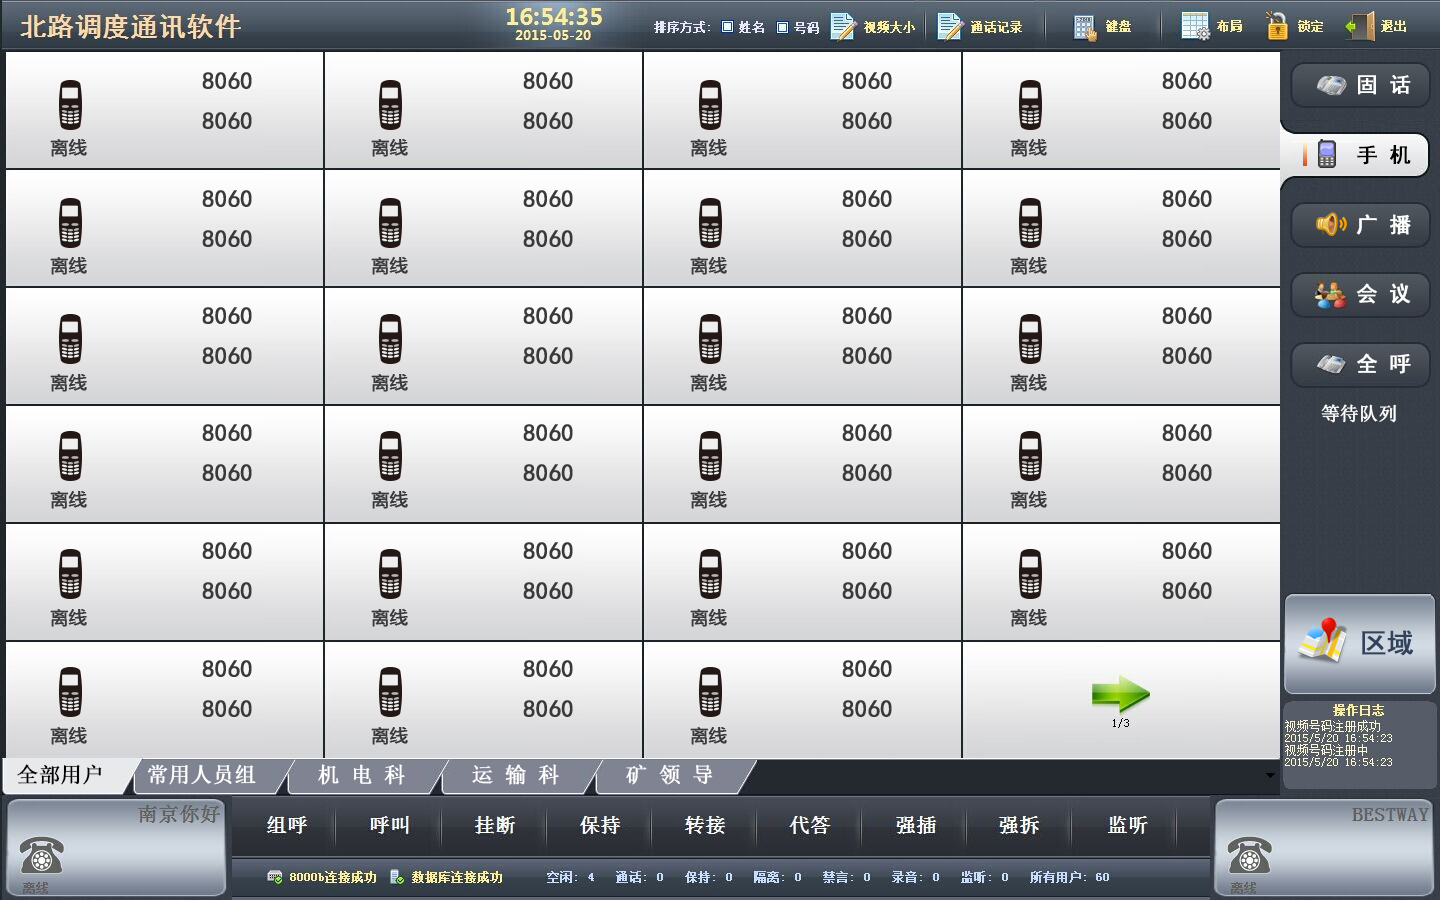 北路调度通讯软件
16:54:35
2015-05-20
排序方式: 姓名 号码 视频大小 通话记录 键盘 布局 锁定 退出
8060 8060 8060 8060
8060 8060 8060 8060
离线 离线 离线 离线
8060 8060 8060 8060
8060 8060 8060 8060
离线 离线 离线 离线
8060 8060 8060 8060
8060 8060 8060 8060
离线 离线 离线 离线
8060 8060 8060 8060
8060 8060 8060 8060
离线 离线 离线 离线
8060 8060 8060 8060
8060 8060 8060 8060
离线 离线 离线 离线
8060 8060 8060
8060 8060 8060
离线 离线 离线
1/3
固 话
手 机
广 播
会 议
全 呼
等待队列
区域
操作日志
视频号码注册成功
2015/5/20 16:54:23
视频号码注册中
2015/5/20 16:54:23
全部用户 常用人员组 机 电 科 运 输 科 矿 领 导
南京你好
离线
组呼 呼叫 挂断 保持 转接 代答 强插 强拆 监听
8000b连接成功 数据库连接成功 空闲: 4 通话: 0 保持: 0 隔离: 0 禁言: 0 录音: 0 监听: 0 所有用户: 60
BESTWAY
离线